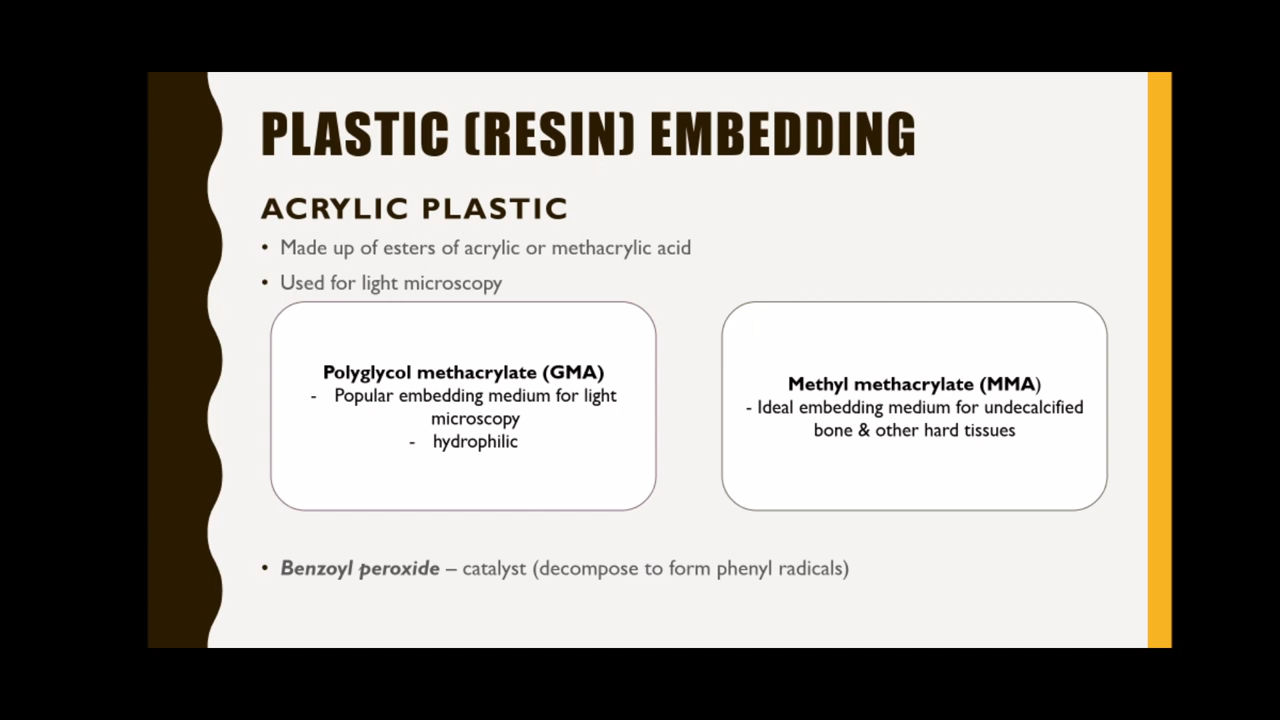 PLASTIC (RESIN) EMBEDDING
ACRYLIC PLASTIC
• Made up of esters of acrylic or methacrylic acid
• Used for light microscopy
Polyglycol methacrylate (GMA)
- Popular embedding medium for light
microscopy
- hydrophilic
Methyl methacrylate (MMA)
- Ideal embedding medium for undecalcified
bone & other hard tissues
• Benzoyl peroxide – catalyst (decompose to form phenyl radicals)